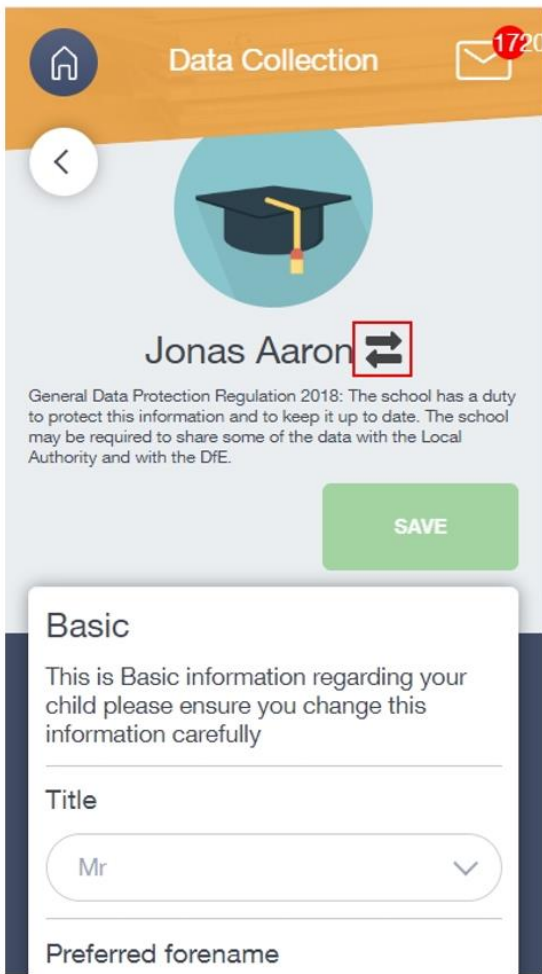 Data Collection
1720
Jonas Aaron
General Data Protection Regulation 2018: The school has a duty
to protect this information and to keep it up to date. The school
may be required to share some of the data with the Local
Authority and with the DfE.
SAVE
Basic
This is Basic information regarding your
child please ensure you change this
information carefully
Title
Mr
Preferred forename